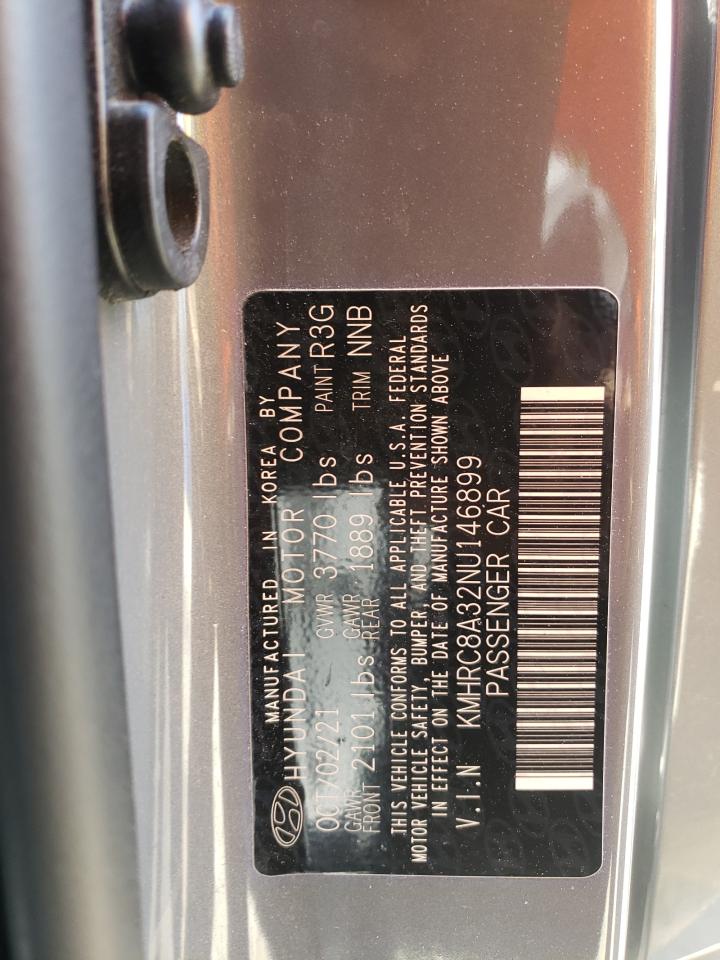 MANUFACTURED IN KOREA BY
HYUNDAI MOTOR COMPANY
OCT/02/21 GVWR 3770 lbs PAINT R3G
GAWR FRONT 2101 lbs GAWR REAR 1889 lbs TRIM NNB
THIS VEHICLE CONFORMS TO ALL APPLICABLE U.S.A. FEDERAL
MOTOR VEHICLE SAFETY, BUMPER, AND THEFT PREVENTION STANDARDS
IN EFFECT ON THE DATE OF MANUFACTURE SHOWN ABOVE
V.I.N KMHRC8A32NU146899
PASSENGER CAR